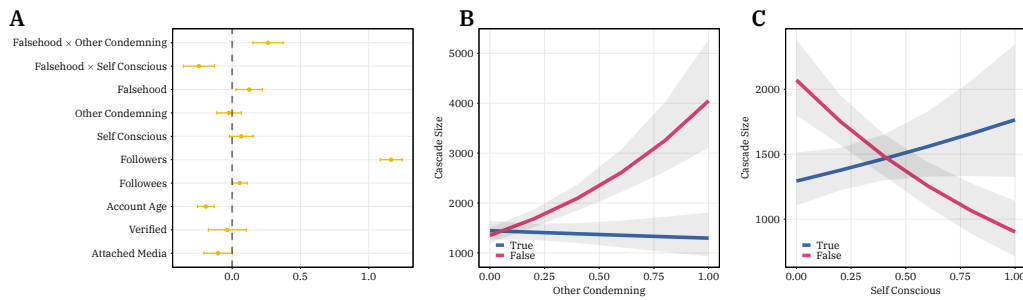 A
Falsehood × Other Condemning
Falsehood × Self Conscious
Falsehood
Other Condemning
Self Conscious
Followers
Followees
Account Age
Verified
Attached Media
0.0 0.5 1.0
B
Cascade Size
5000
4000
3000
2000
1000
True
False
0.00 0.25 0.50 0.75 1.00
Other Condemning
C
Cascade Size
2000
1500
1000
True
False
0.00 0.25 0.50 0.75 1.00
Self Conscious